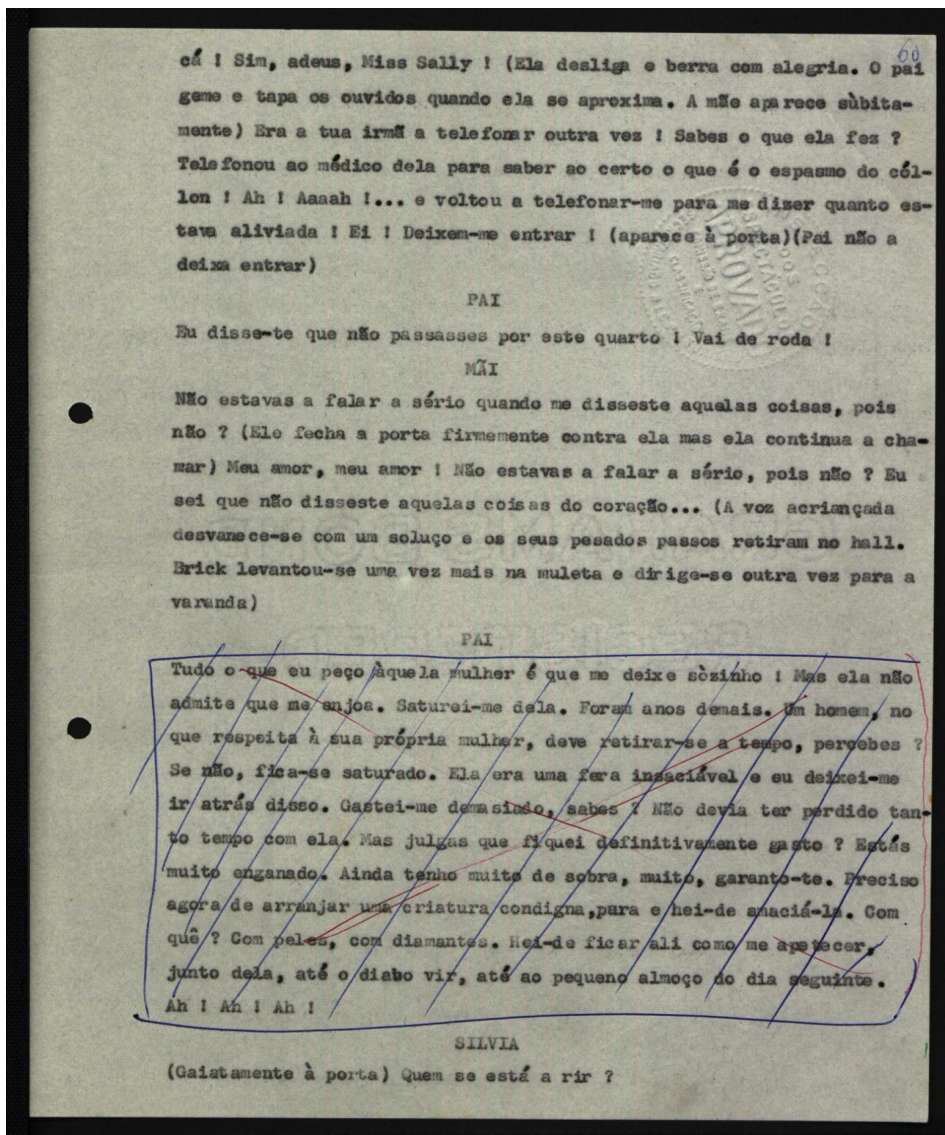 60
cá ! Sim, adeus, Miss Sally ! (Ela desliga e berra com alegria. O pai
geme e tapa os ouvidos quando ela se aproxima. A mãe aparece sùbita-
mente) Era a tua irmã a telefonar outra vez ! Sabes o que ela fez ?
Telefonou ao médico dela para saber ao certo o que é o espasmo do cól-
lon ! Ah ! Aaaah !... e voltou a telefonar-me para me dizer quanto es-
tava aliviada ! Ei ! Deixem-me entrar ! (aparece à porta)(Pai não a
deixa entrar)
PAI
Eu disse-te que não passasses por este quarto ! Vai de roda !
MÃI
Não estavas a falar a sério quando me disseste aquelas coisas, pois
não ? (Ele fecha a porta firmemente contra ela mas ela continua a cha-
mar) Meu amor, meu amor ! Não estavas a falar a sério, pois não ? Eu
sei que não disseste aquelas coisas do coração... (A voz acriançada
desvanece-se com um soluço e os seus pesados passos retiram no hall.
Brick levantou-se uma vez mais na muleta e dirige-se outra vez para a
varanda)
PAI
Tudo o que eu peço àquela mulher é que me deixe sòzinho ! Mas ela não
admite que me enjoa. Saturei-me dela. Foram anos demais. Um homem, no
que respeita à sua própria mulher, deve retirar-se a tempo, percebes ?
Se não, fica-se saturado. Ela era uma fera insaciável e eu deixei-me
ir atrás disso. Gastei-me demasiado, sabes ? Não devia ter perdido tan-
to tempo com ela. Mas julgas que fiquei definitivamente gasto ? Estás
muito enganado. Ainda tenho muito de sobra, muito, garanto-te. Preciso
agora de arranjar uma criatura condigna,para e hei-de amaciá-la. Com
quê ? Com peles, com diamantes. Hei-de ficar ali como me apetecer,
junto dela, até o diabo vir, até ao pequeno almoço do dia seguinte.
Ah ! Ah ! Ah !
SILVIA
(Gaiatamente à porta) Quem se está a rir ?